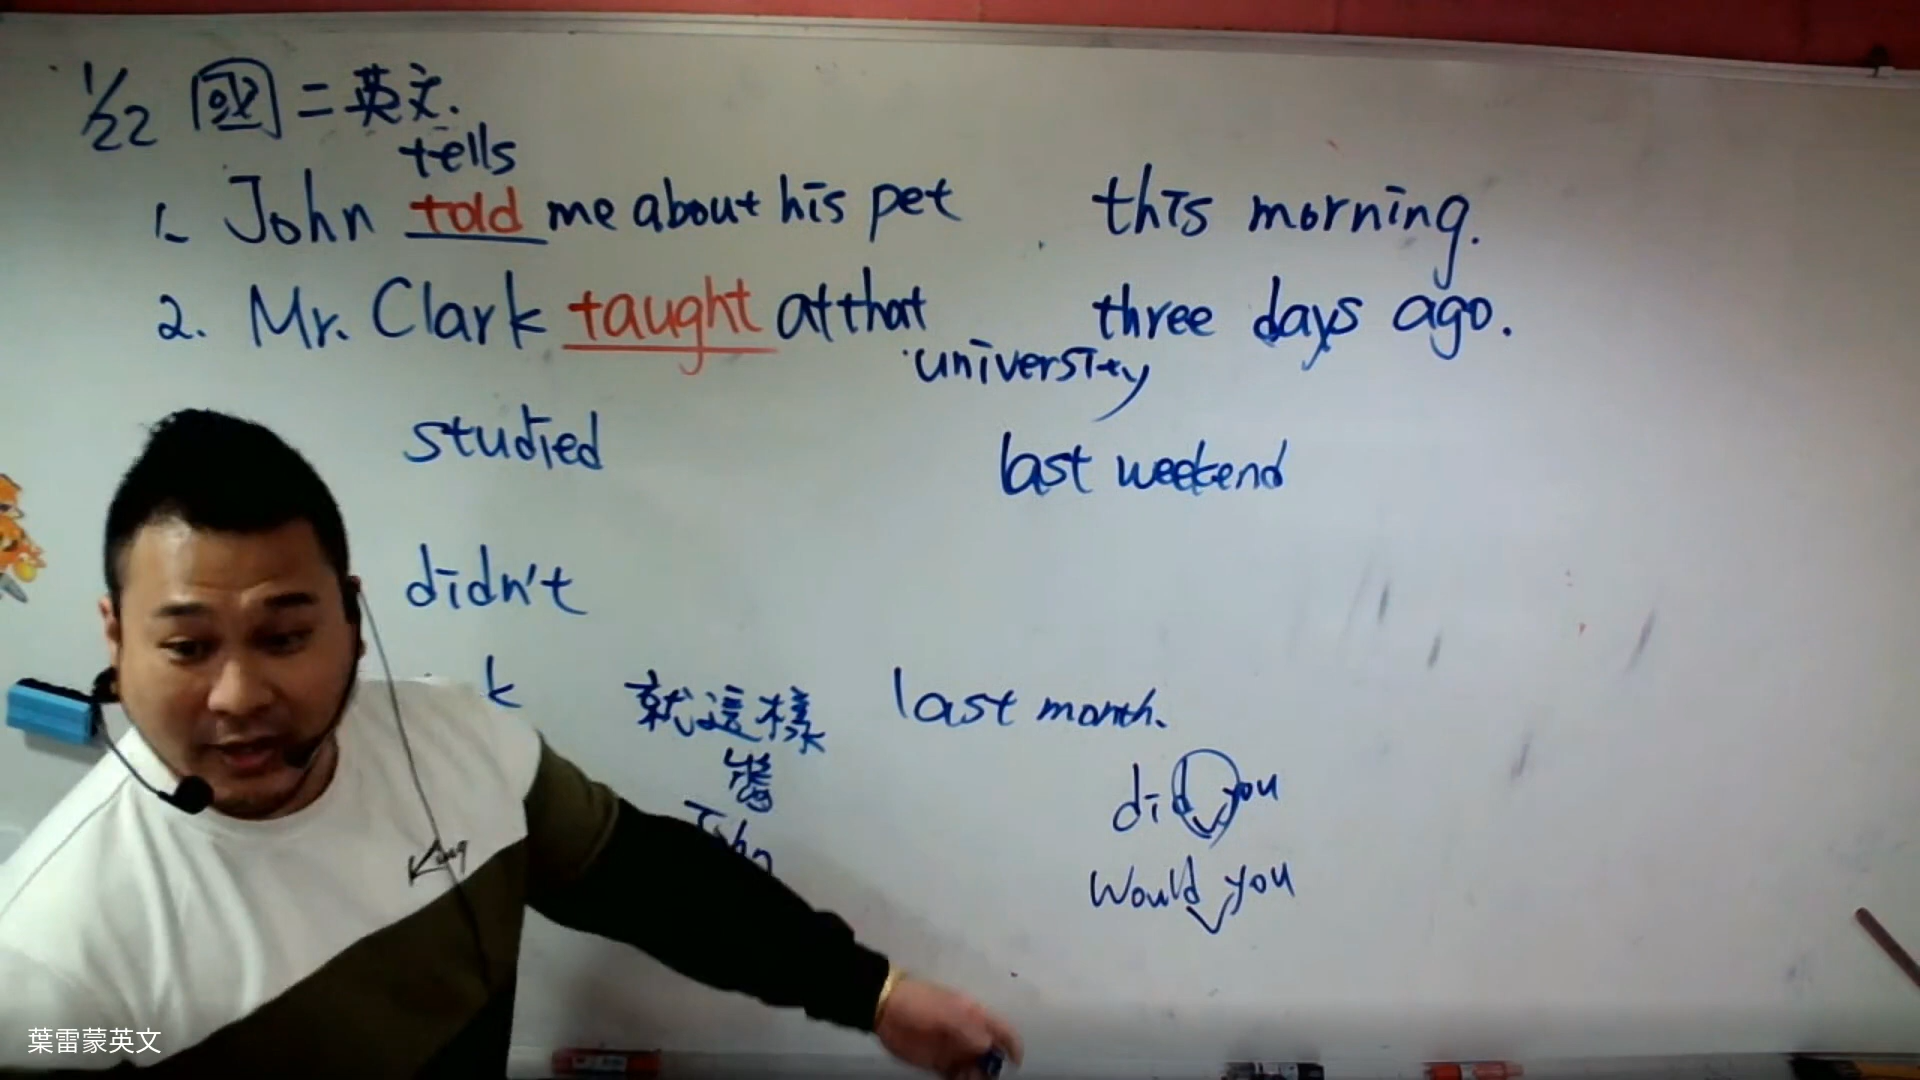 1/22 國二英文.
tells
1. John told me about his pet this morning.
2. Mr. Clark taught at that three days ago.
university
studied last weekend
didn't
k 就這樣 last month.
did you
John
Would you
葉雷蒙英文